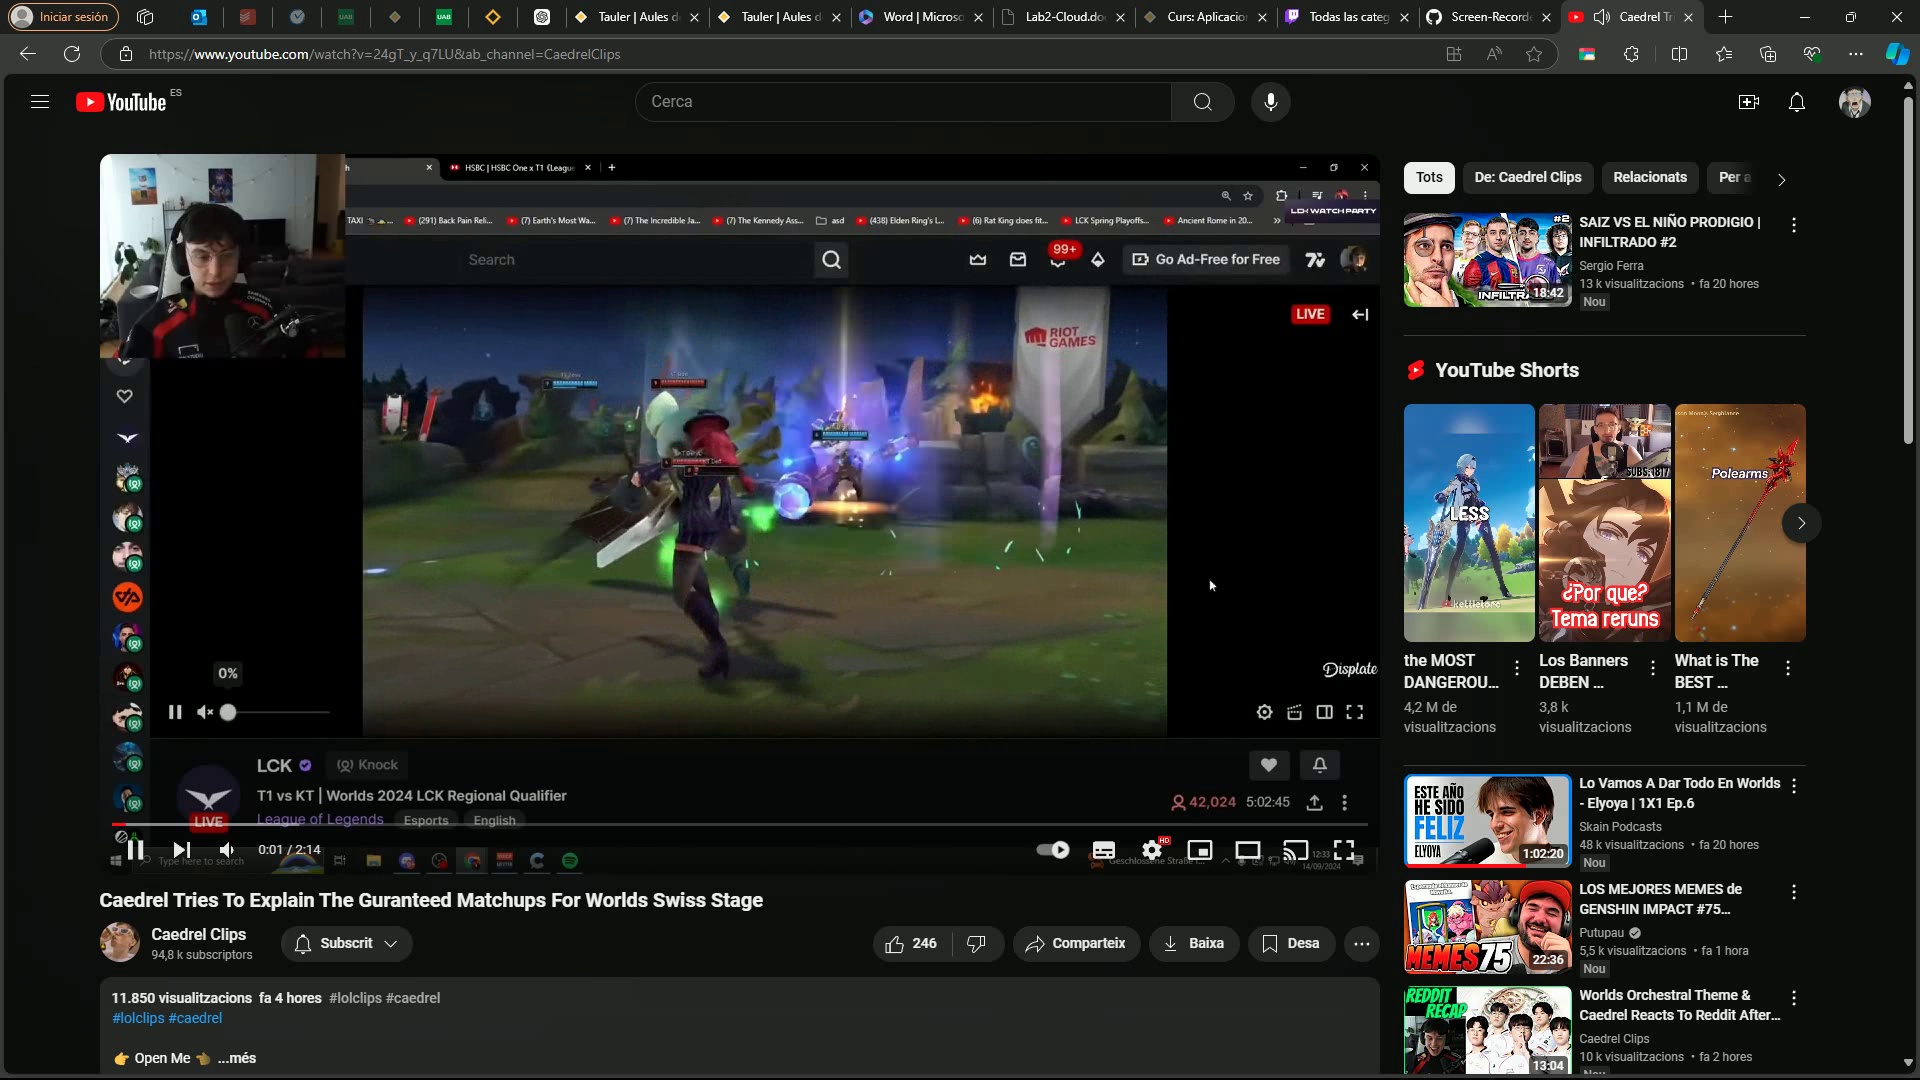 Iniciar sesión
Tauler | Aules d
Tauler | Aules d
Word | Microso
Lab2-Cloud.do
Curs: Aplicacio
Todas las categ
Screen-Recorde
Caedrel Tr
https://www.youtube.com/watch?v=24gT_y_q7LU&ab_channel=CaedrelClips
YouTube ES
Cerca
HSBC | HSBC One x T1 (League
TAXI
(291) Back Pain Reli...
(7) Earth's Most Wa...
(7) The Incredible Ja...
(7) The Kennedy Ass...
asd
(438) Elden Ring's L...
(6) Rat King does fit...
LCK Spring Playoffs...
Ancient Rome in 20...
LCK WATCH PARTY
Search
99+
Go Ad-Free for Free
LIVE
RIOT
GAMES
Displate
0%
LCK
Knock
T1 vs KT | Worlds 2024 LCK Regional Qualifier
42,024 5:02:45
LIVE
League of Legends
Esports
English
0:01 / 2:14
HD
Type here to search
Geschlossene Straße
12:33
14/09/2024
Caedrel Tries To Explain The Guranteed Matchups For Worlds Swiss Stage
Caedrel Clips
94,8 k subscriptors
Subscrit
246
Comparteix
Baixa
Desa
11.850 visualitzacions fa 4 hores #lolclips #caedrel
#lolclips #caedrel
👉 Open Me 👈 ...més
Tots
De: Caedrel Clips
Relacionats
Per a
#2
INFILTRA
18:42
SAIZ VS EL NIÑO PRODIGIO |
INFILTRADO #2
Sergio Ferra
13 k visualitzacions • fa 20 hores
Nou
YouTube Shorts
LESS
SUBS:1817
¿Por que?
Tema reruns
Polearms
the MOST
DANGEROU...
4,2 M de
visualitzacions
Los Banners
DEBEN ...
3,8 k
visualitzacions
What is The
BEST ...
1,1 M de
visualitzacions
ESTE AÑO
HE SIDO
FELIZ
ELYOYA
1:02:20
Lo Vamos A Dar Todo En Worlds
- Elyoya | 1X1 Ep.6
Skain Podcasts
48 k visualitzacions • fa 20 hores
Nou
MEMES75
22:36
LOS MEJORES MEMES de
GENSHIN IMPACT #75...
Putupau
5,5 k visualitzacions • fa 1 hora
Nou
REDDIT
RECAP
13:04
Worlds Orchestral Theme &
Caedrel Reacts To Reddit After...
Caedrel Clips
10 k visualitzacions • fa 2 hores
Nou